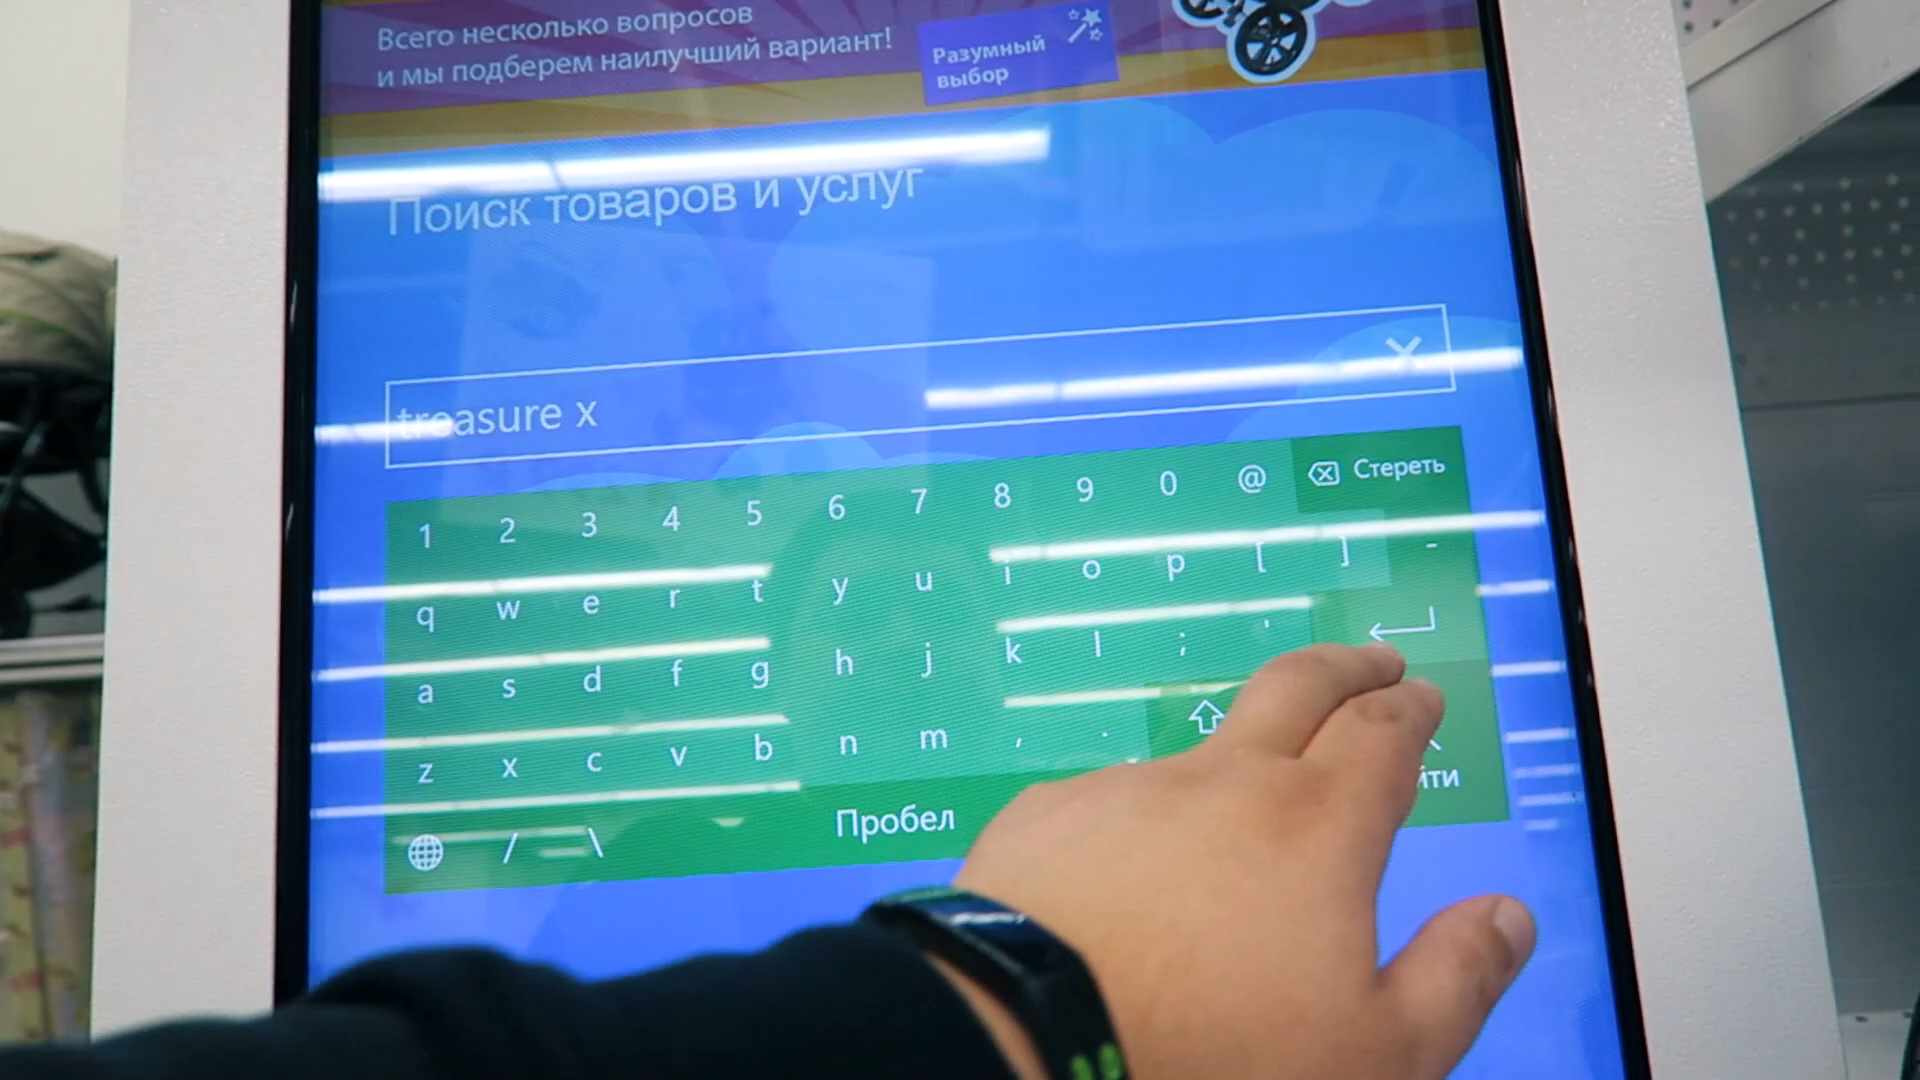 Всего несколько вопросов
и мы подберем наилучший вариант!
Разумный
выбор
Поиск товаров и услуг
treasure x
1 2 3 4 5 6 7 8 9 0 @ Стереть
q w e r t y u i o p [ ] -
a s d f g h j k l ; '
z x c v b n m , .
/ \ Пробел